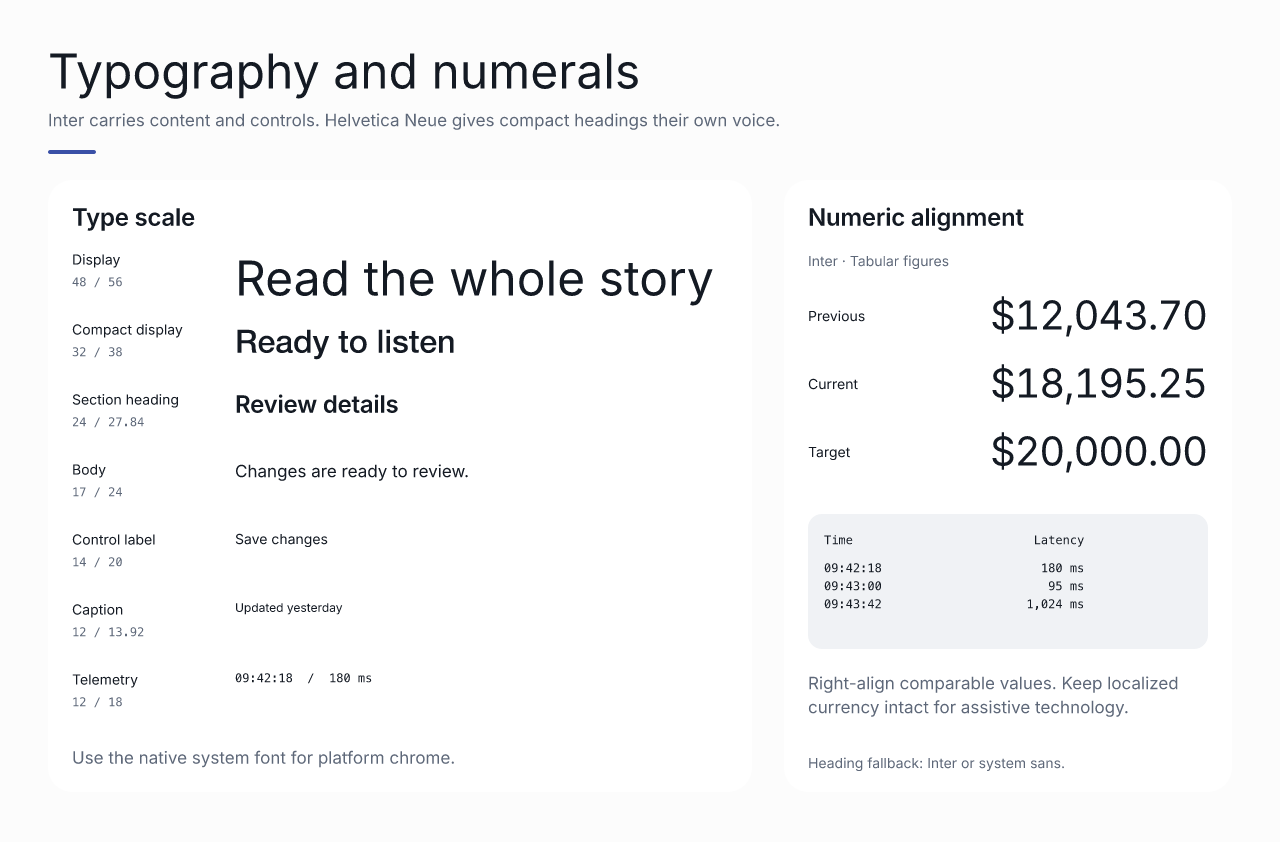 Typography and numerals
Inter carries content and controls. Helvetica Neue gives compact headings their own voice.
Type scale
Display
48 / 56
Read the whole story
Compact display
32 / 38
Ready to listen
Section heading
24 / 27.84
Review details
Body
17 / 24
Changes are ready to review.
Control label
14 / 20
Save changes
Caption
12 / 13.92
Updated yesterday
Telemetry
12 / 18
09:42:18  /  180 ms
Use the native system font for platform chrome.
Numeric alignment
Inter · Tabular figures
Previous $12,043.70
Current $18,195.25
Target $20,000.00
Time Latency
09:42:18 180 ms
09:43:00 95 ms
09:43:42 1,024 ms
Right-align comparable values. Keep localized
currency intact for assistive technology.
Heading fallback: Inter or system sans.